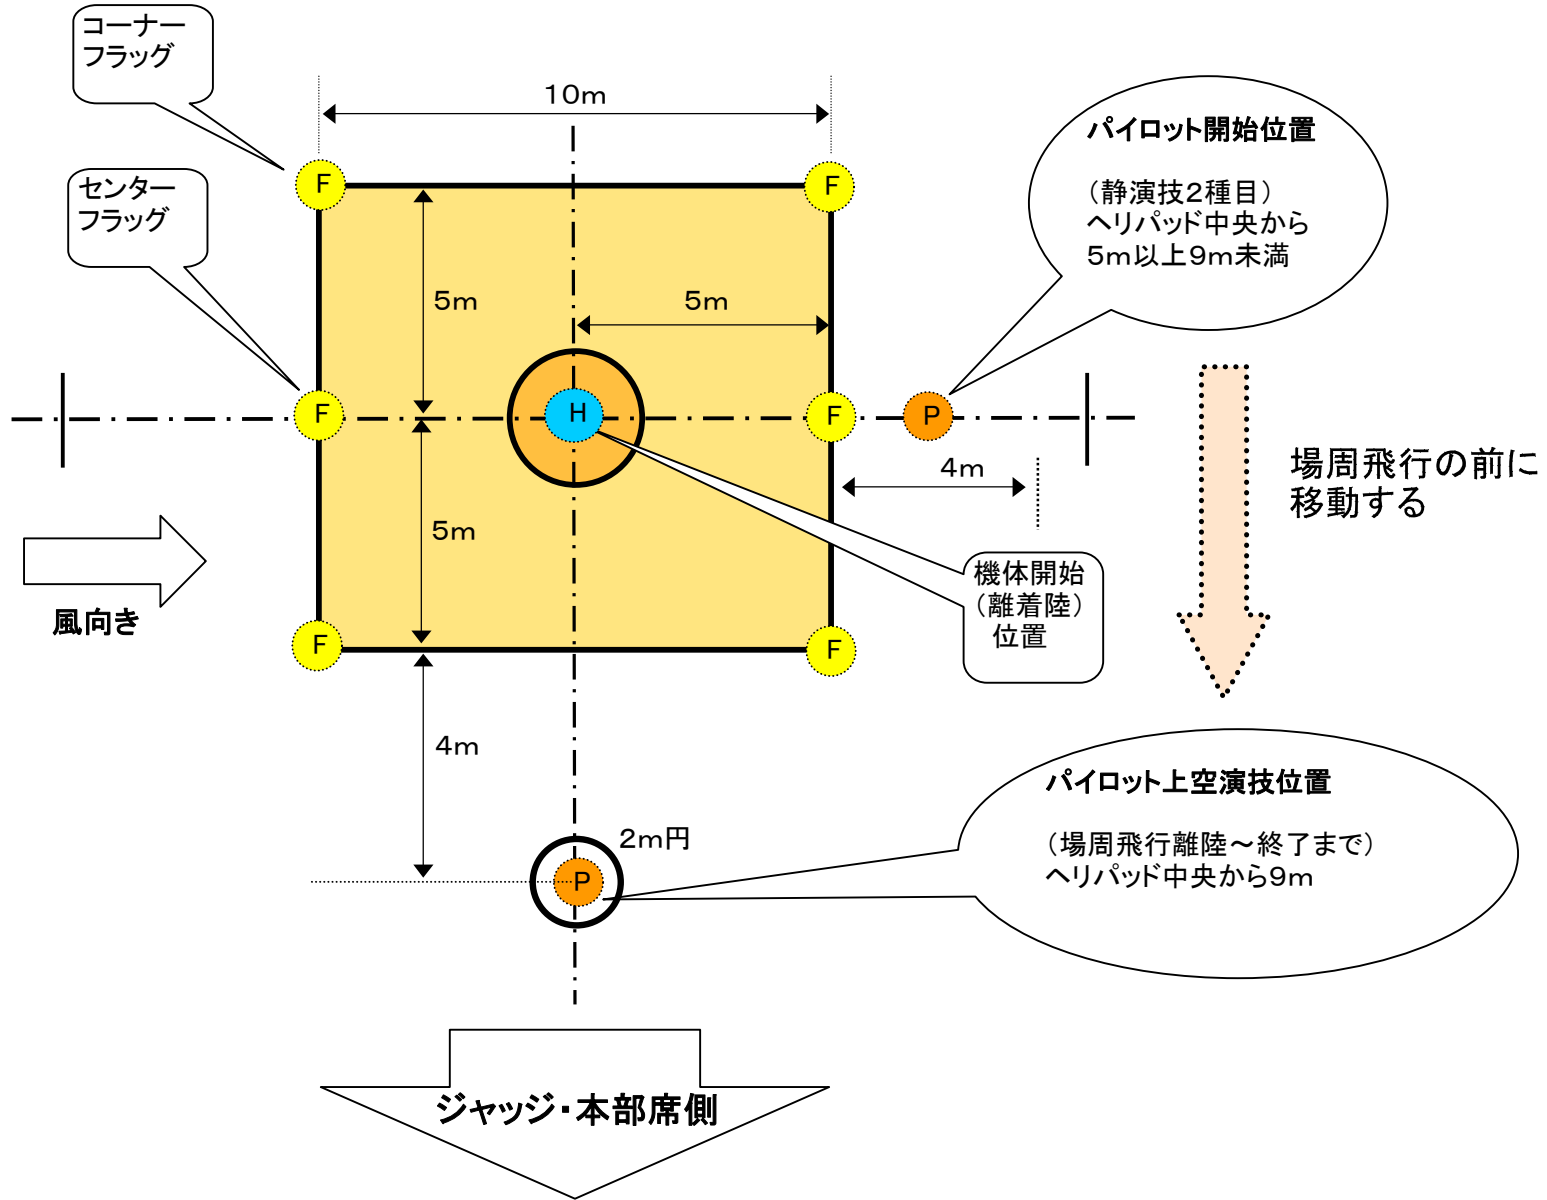 コーナー
フラッグ
10m
パイロット開始位置
（静演技2種目）
ヘリパッド中央から
5m以上9m未満
F
F
センター
フラッグ
5m
5m
F
H
F
P
4m
場周飛行の前に
移動する
5m
機体開始
（離着陸）
位置
風向き
F
F
4m
パイロット上空演技位置
（場周飛行離陸～終了まで）
ヘリパッド中央から9m
2m円
P
ジャッジ・本部席側